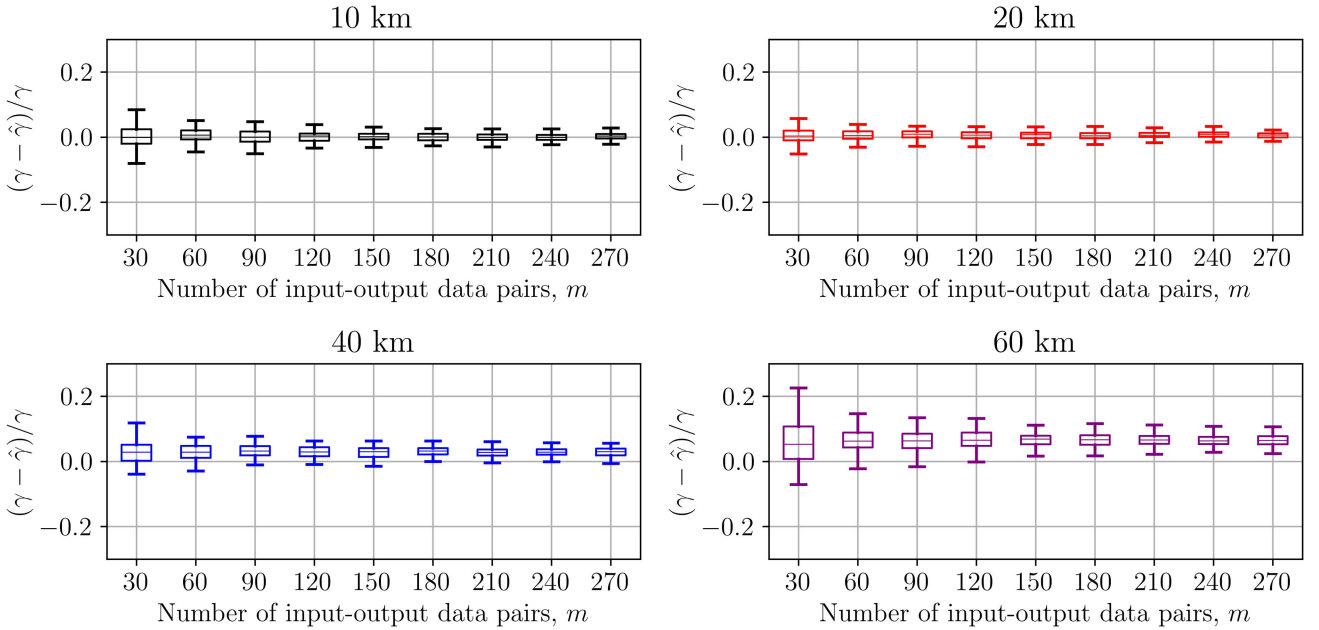 10 km
(γ − γ̂)/γ
0.2
0.0
−0.2
30 60 90 120 150 180 210 240 270
Number of input-output data pairs, m
20 km
(γ − γ̂)/γ
0.2
0.0
−0.2
30 60 90 120 150 180 210 240 270
Number of input-output data pairs, m
40 km
(γ − γ̂)/γ
0.2
0.0
−0.2
30 60 90 120 150 180 210 240 270
Number of input-output data pairs, m
60 km
(γ − γ̂)/γ
0.2
0.0
−0.2
30 60 90 120 150 180 210 240 270
Number of input-output data pairs, m